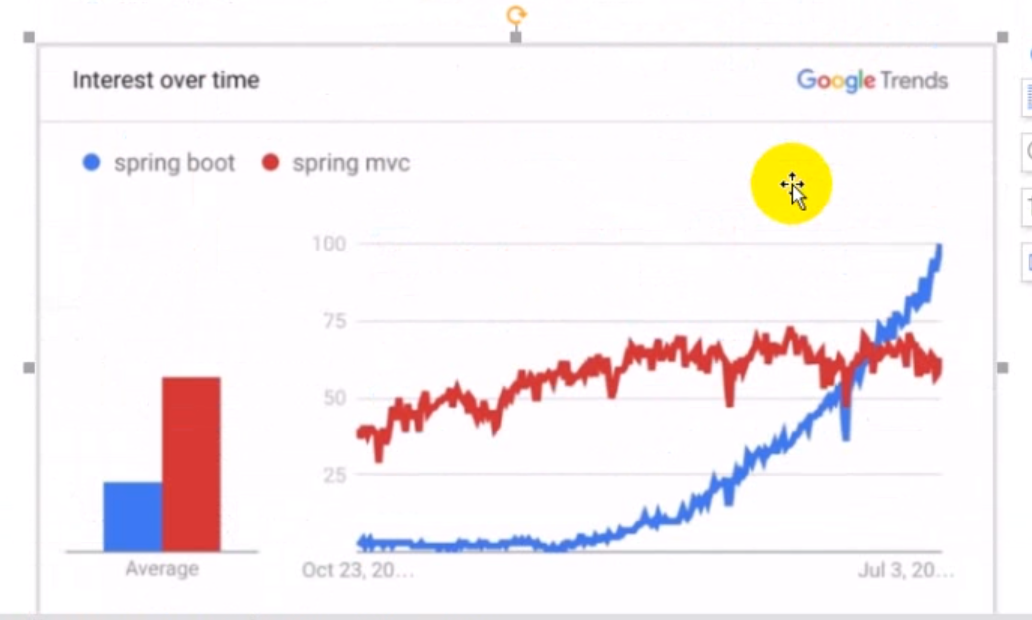 Interest over time
Google Trends
spring boot
spring mvc
100
75
50
25
Average
Oct 23, 20...
Jul 3, 20...